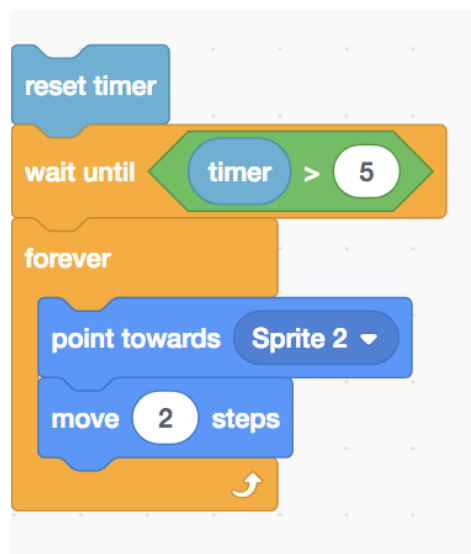 reset timer
wait until timer > 5
forever
point towards Sprite 2
move 2 steps